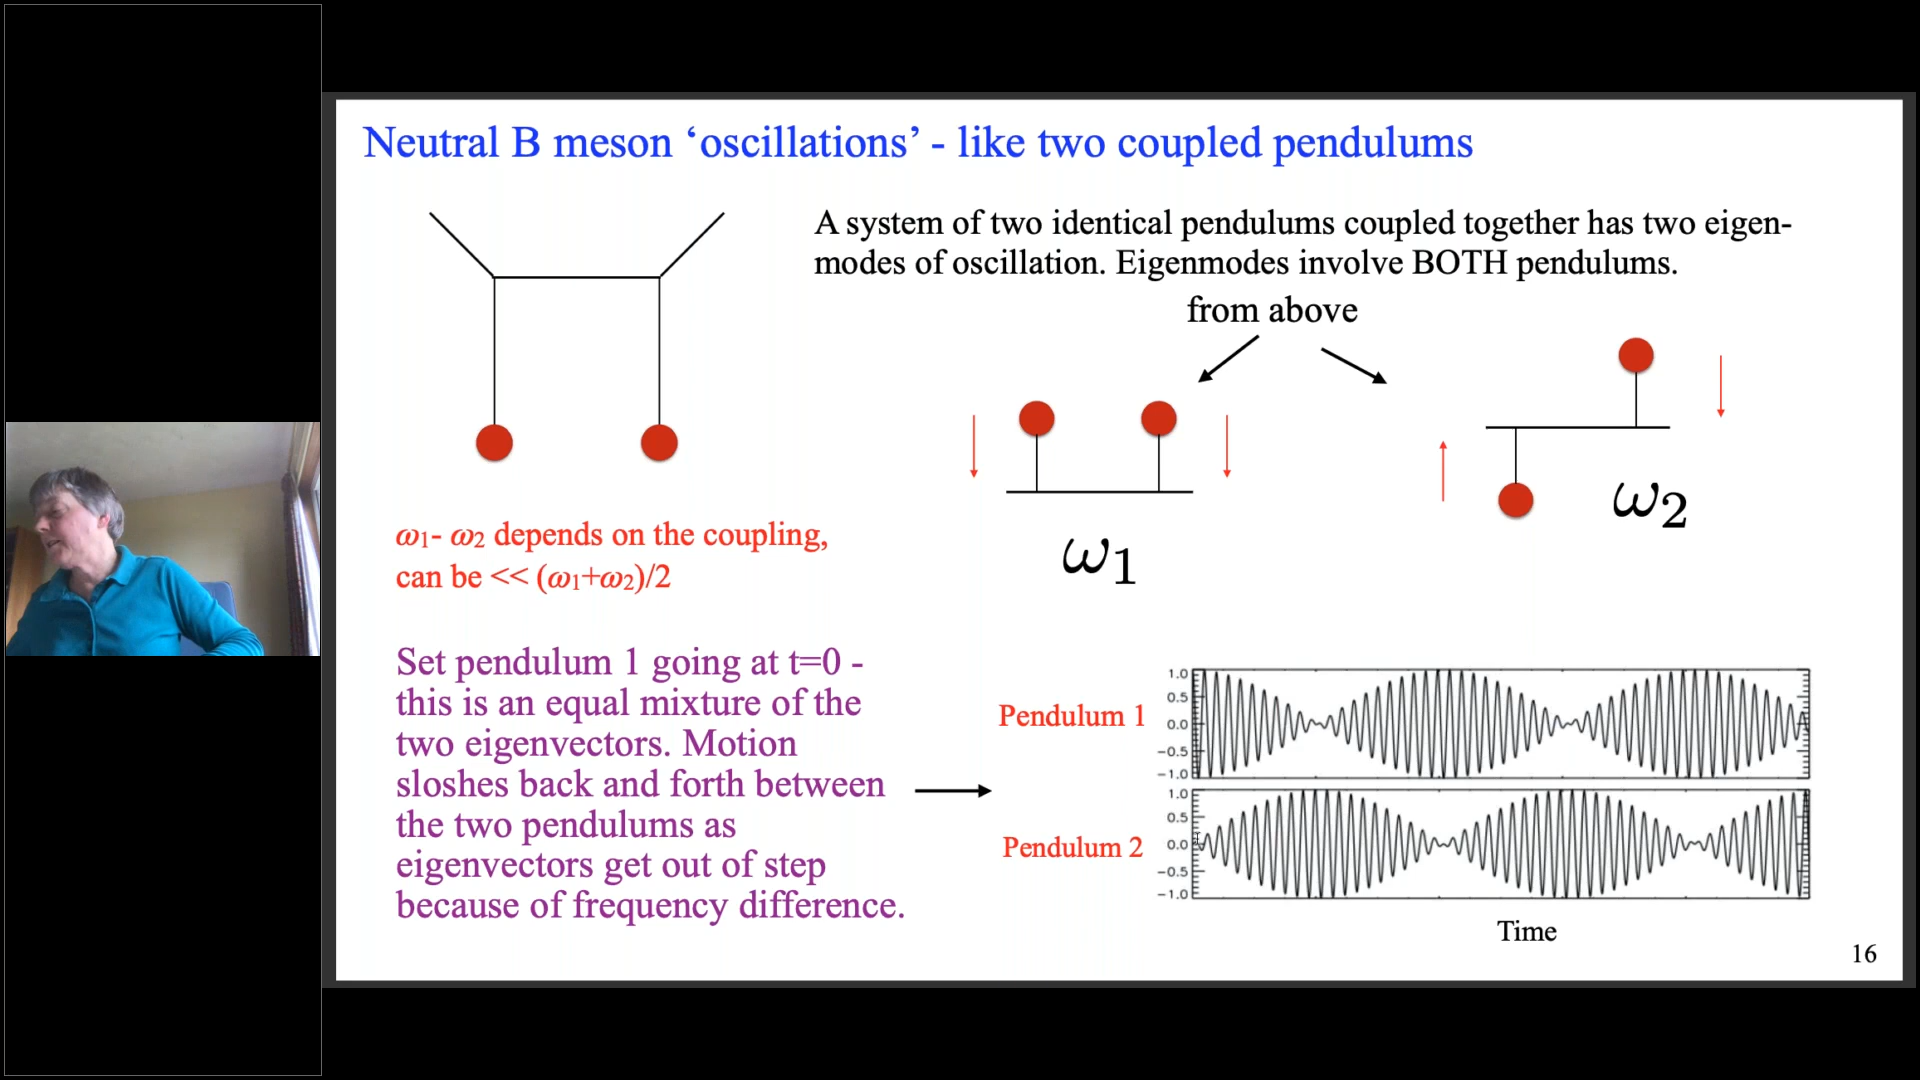 Neutral B meson ‘oscillations’ - like two coupled pendulums
A system of two identical pendulums coupled together has two eigen-
modes of oscillation. Eigenmodes involve BOTH pendulums.
from above
ω1
ω2
ω1- ω2 depends on the coupling,
can be << (ω1+ω2)/2
Set pendulum 1 going at t=0 -
this is an equal mixture of the
two eigenvectors. Motion
sloshes back and forth between
the two pendulums as
eigenvectors get out of step
because of frequency difference.
Pendulum 1
1.0
0.5
0.0
−0.5
−1.0
Pendulum 2
1.0
0.5
0.0
−0.5
−1.0
Time
16